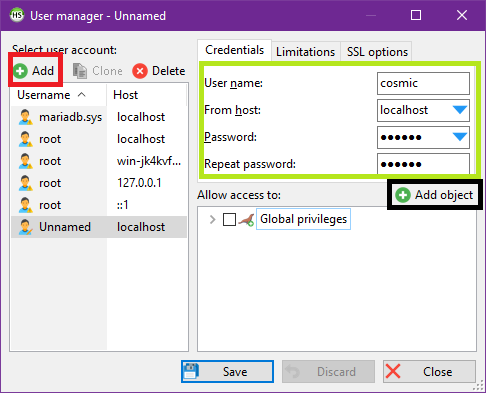 HS User manager - Unnamed
Select user account:
Add Clone Delete
Username Host
mariadb.sys localhost
root localhost
root win-jk4kvf...
root 127.0.0.1
root ::1
Unnamed localhost
Credentials Limitations SSL options
User name: cosmic
From host: localhost
Password: ●●●●●●
Repeat password: ●●●●●●
Allow access to: Add object
Global privileges
Save Discard Close